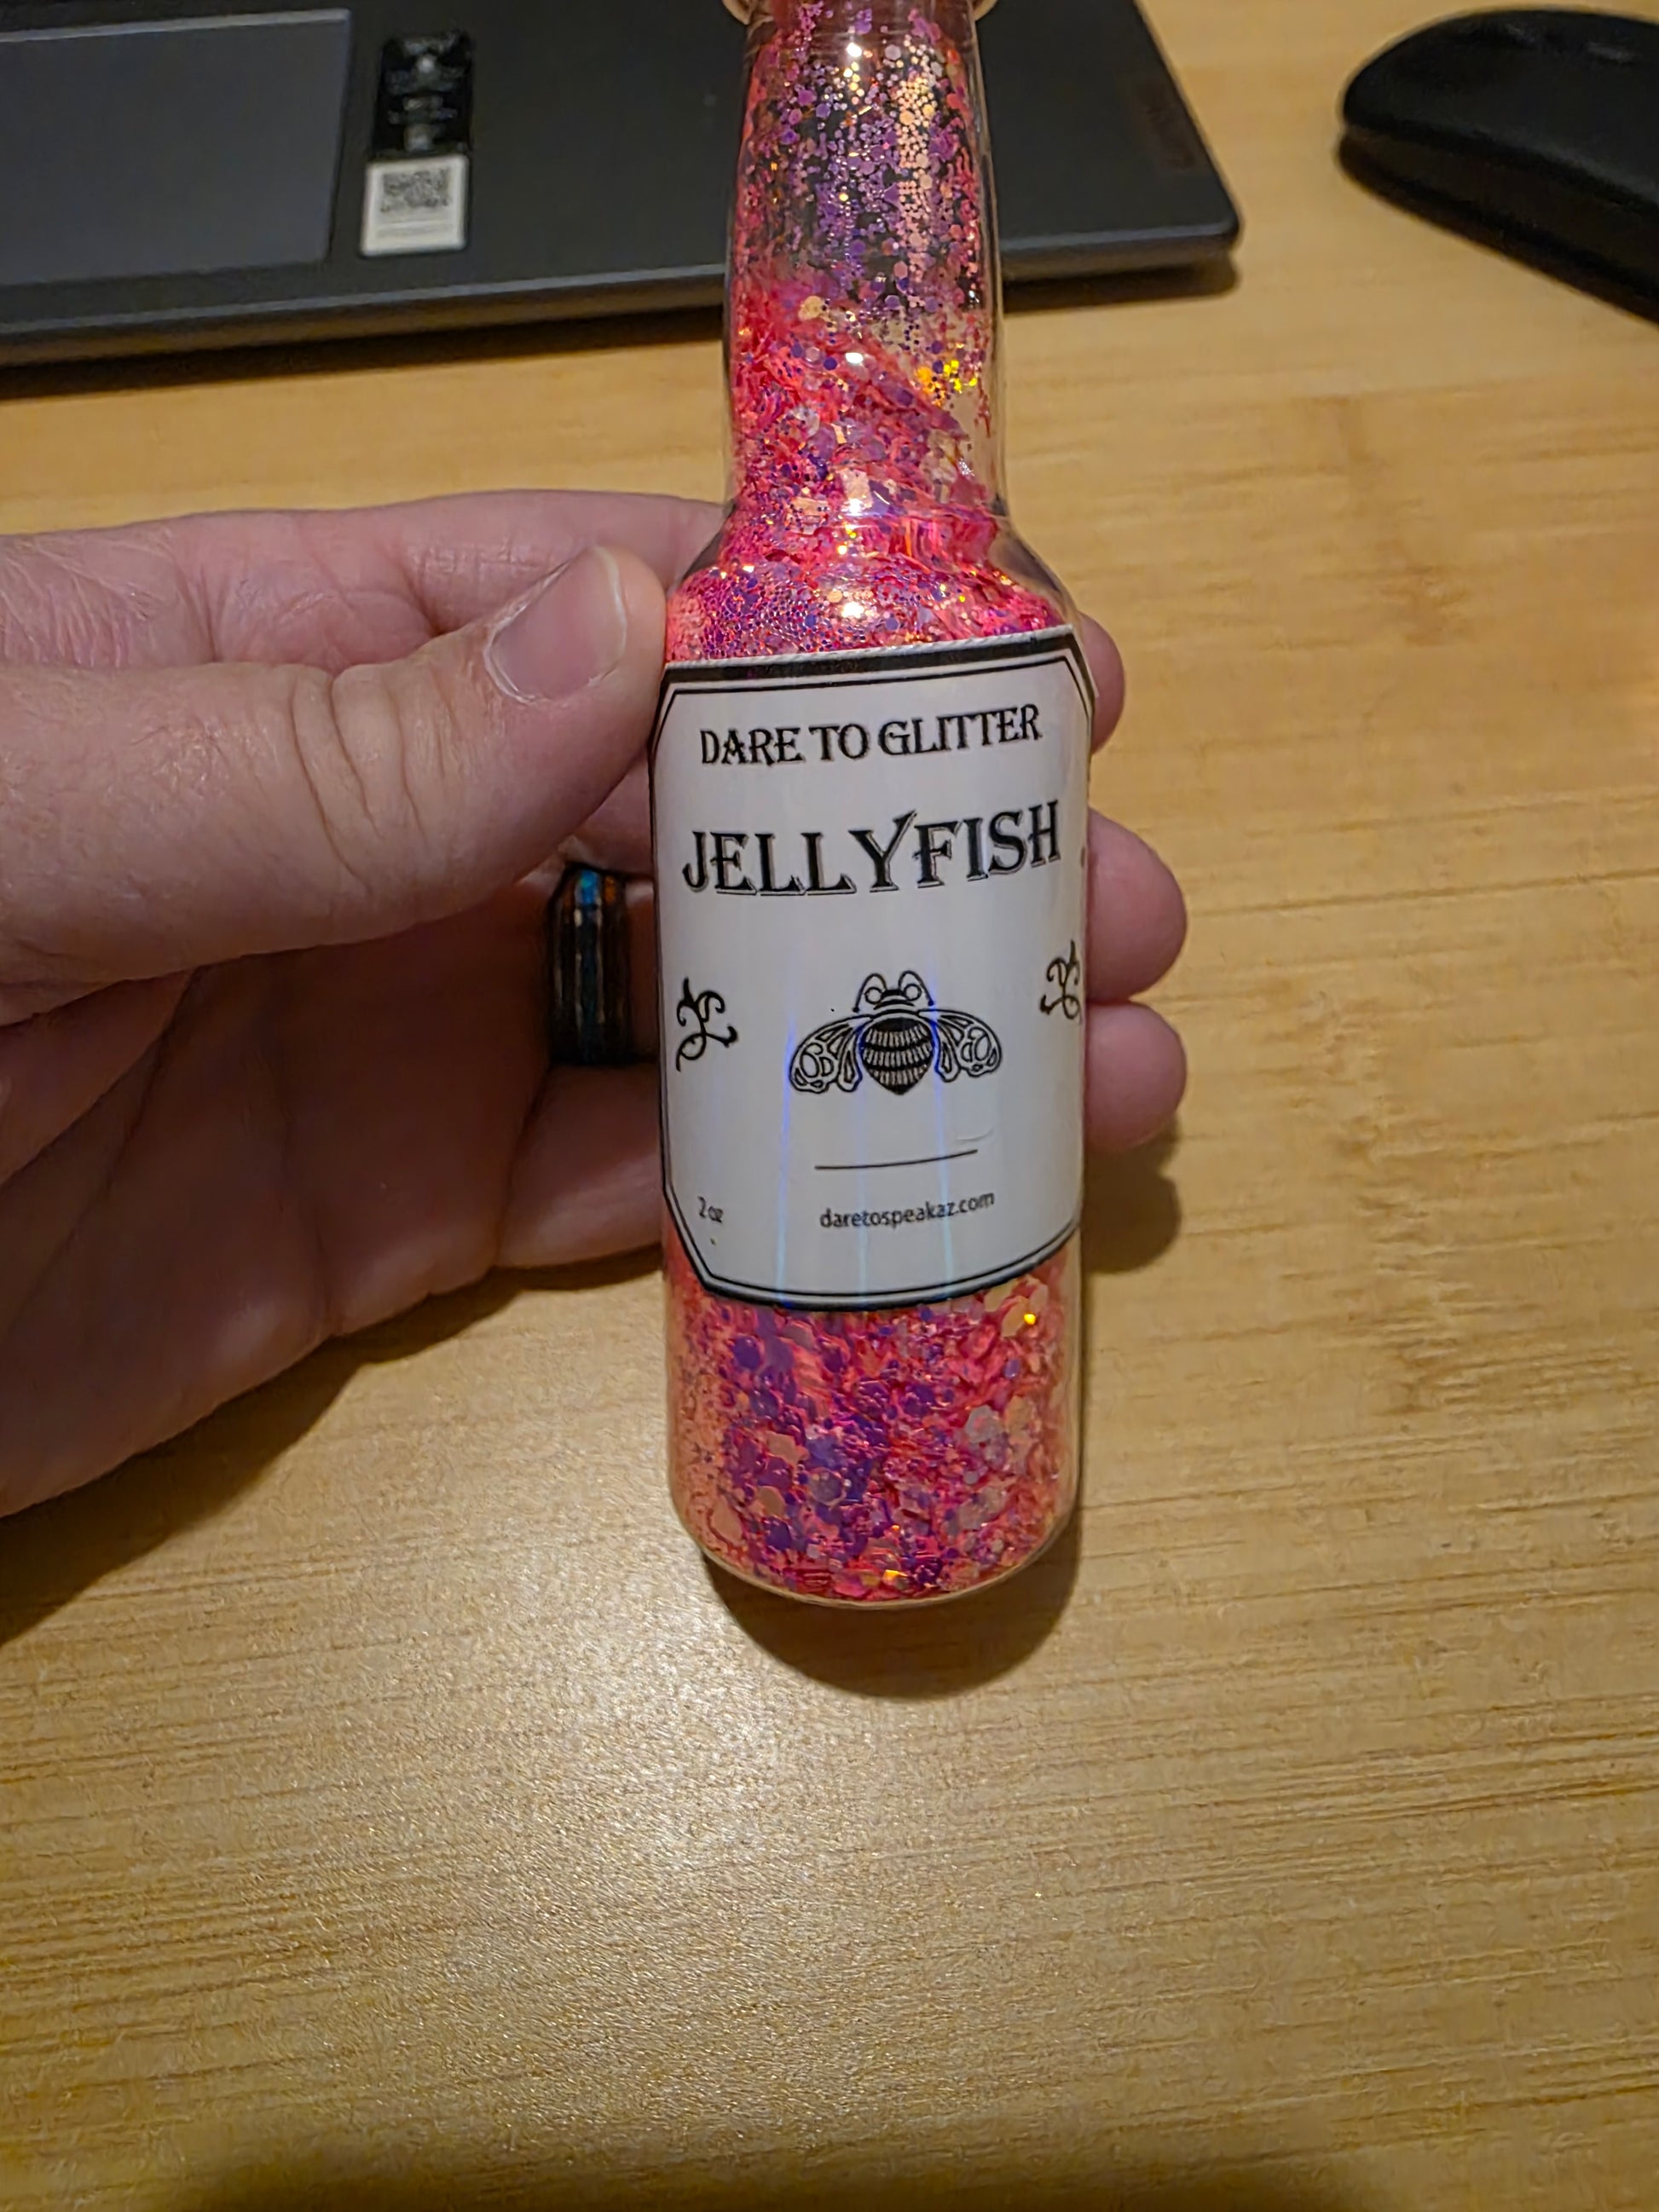 DARE TO GLITTER
JELLYFISH
2 oz
daretospeakaz.com